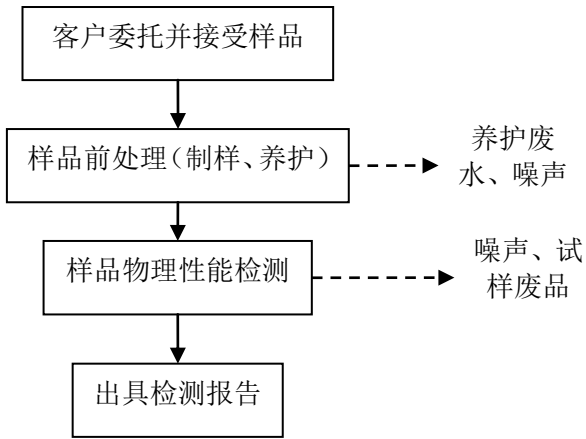 客户委托并接受样品
样品前处理（制样、养护）
养护废
水、噪声
样品物理性能检测
噪声、试
样废品
出具检测报告